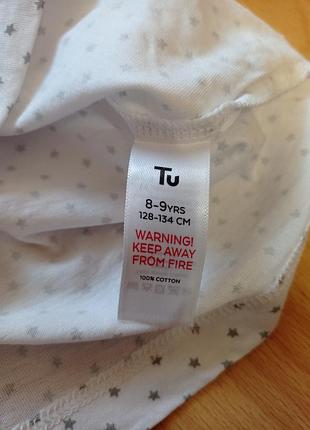 Tu
8-9YRS
128-134 CM
WARNING!
KEEP AWAY
FROM FIRE
100% COTTON